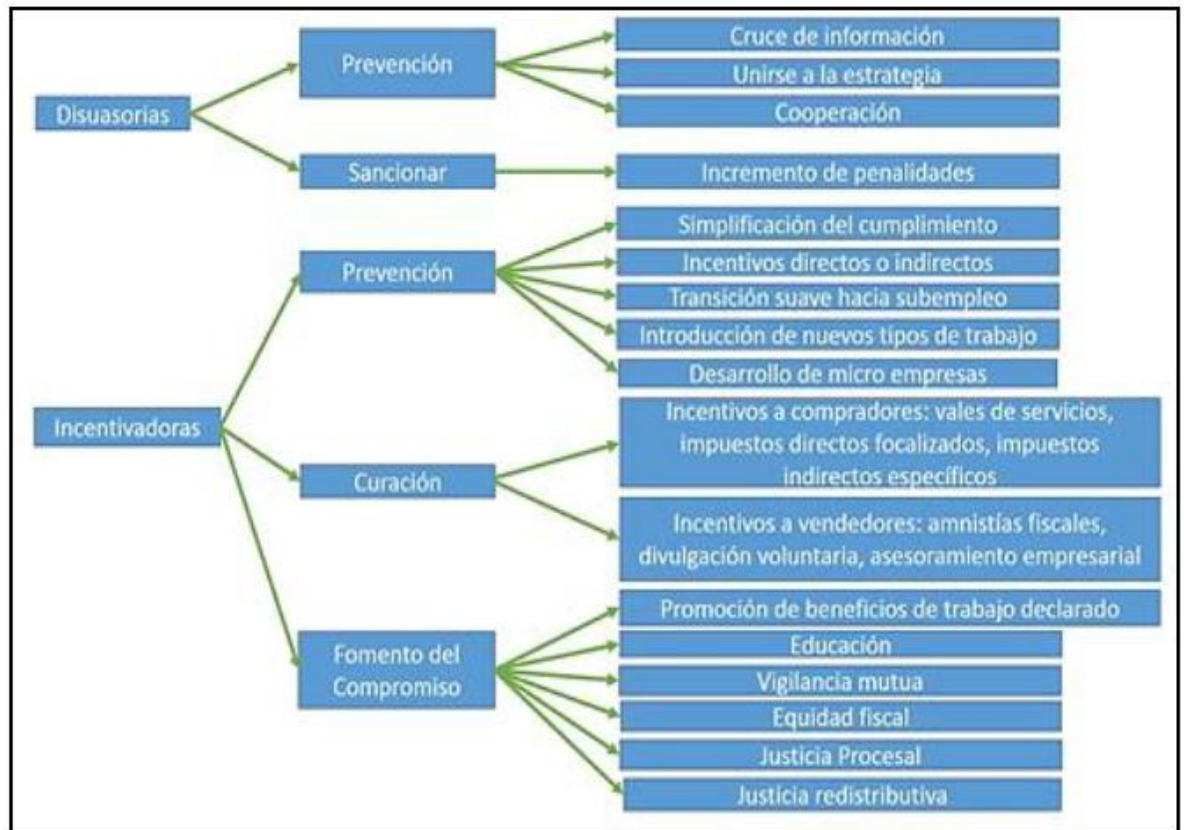 Disuasorias
Prevención
Cruce de información
Unirse a la estrategia
Cooperación
Sancionar
Incremento de penalidades
Incentivadoras
Prevención
Simplificación del cumplimiento
Incentivos directos o indirectos
Transición suave hacia subempleo
Introducción de nuevos tipos de trabajo
Desarrollo de micro empresas
Curación
Incentivos a compradores: vales de servicios,
impuestos directos focalizados, impuestos
indirectos específicos
Incentivos a vendedores: amnistías fiscales,
divulgación voluntaria, asesoramiento empresarial
Fomento del
Compromiso
Promoción de beneficios de trabajo declarado
Educación
Vigilancia mutua
Equidad fiscal
Justicia Procesal
Justicia redistributiva